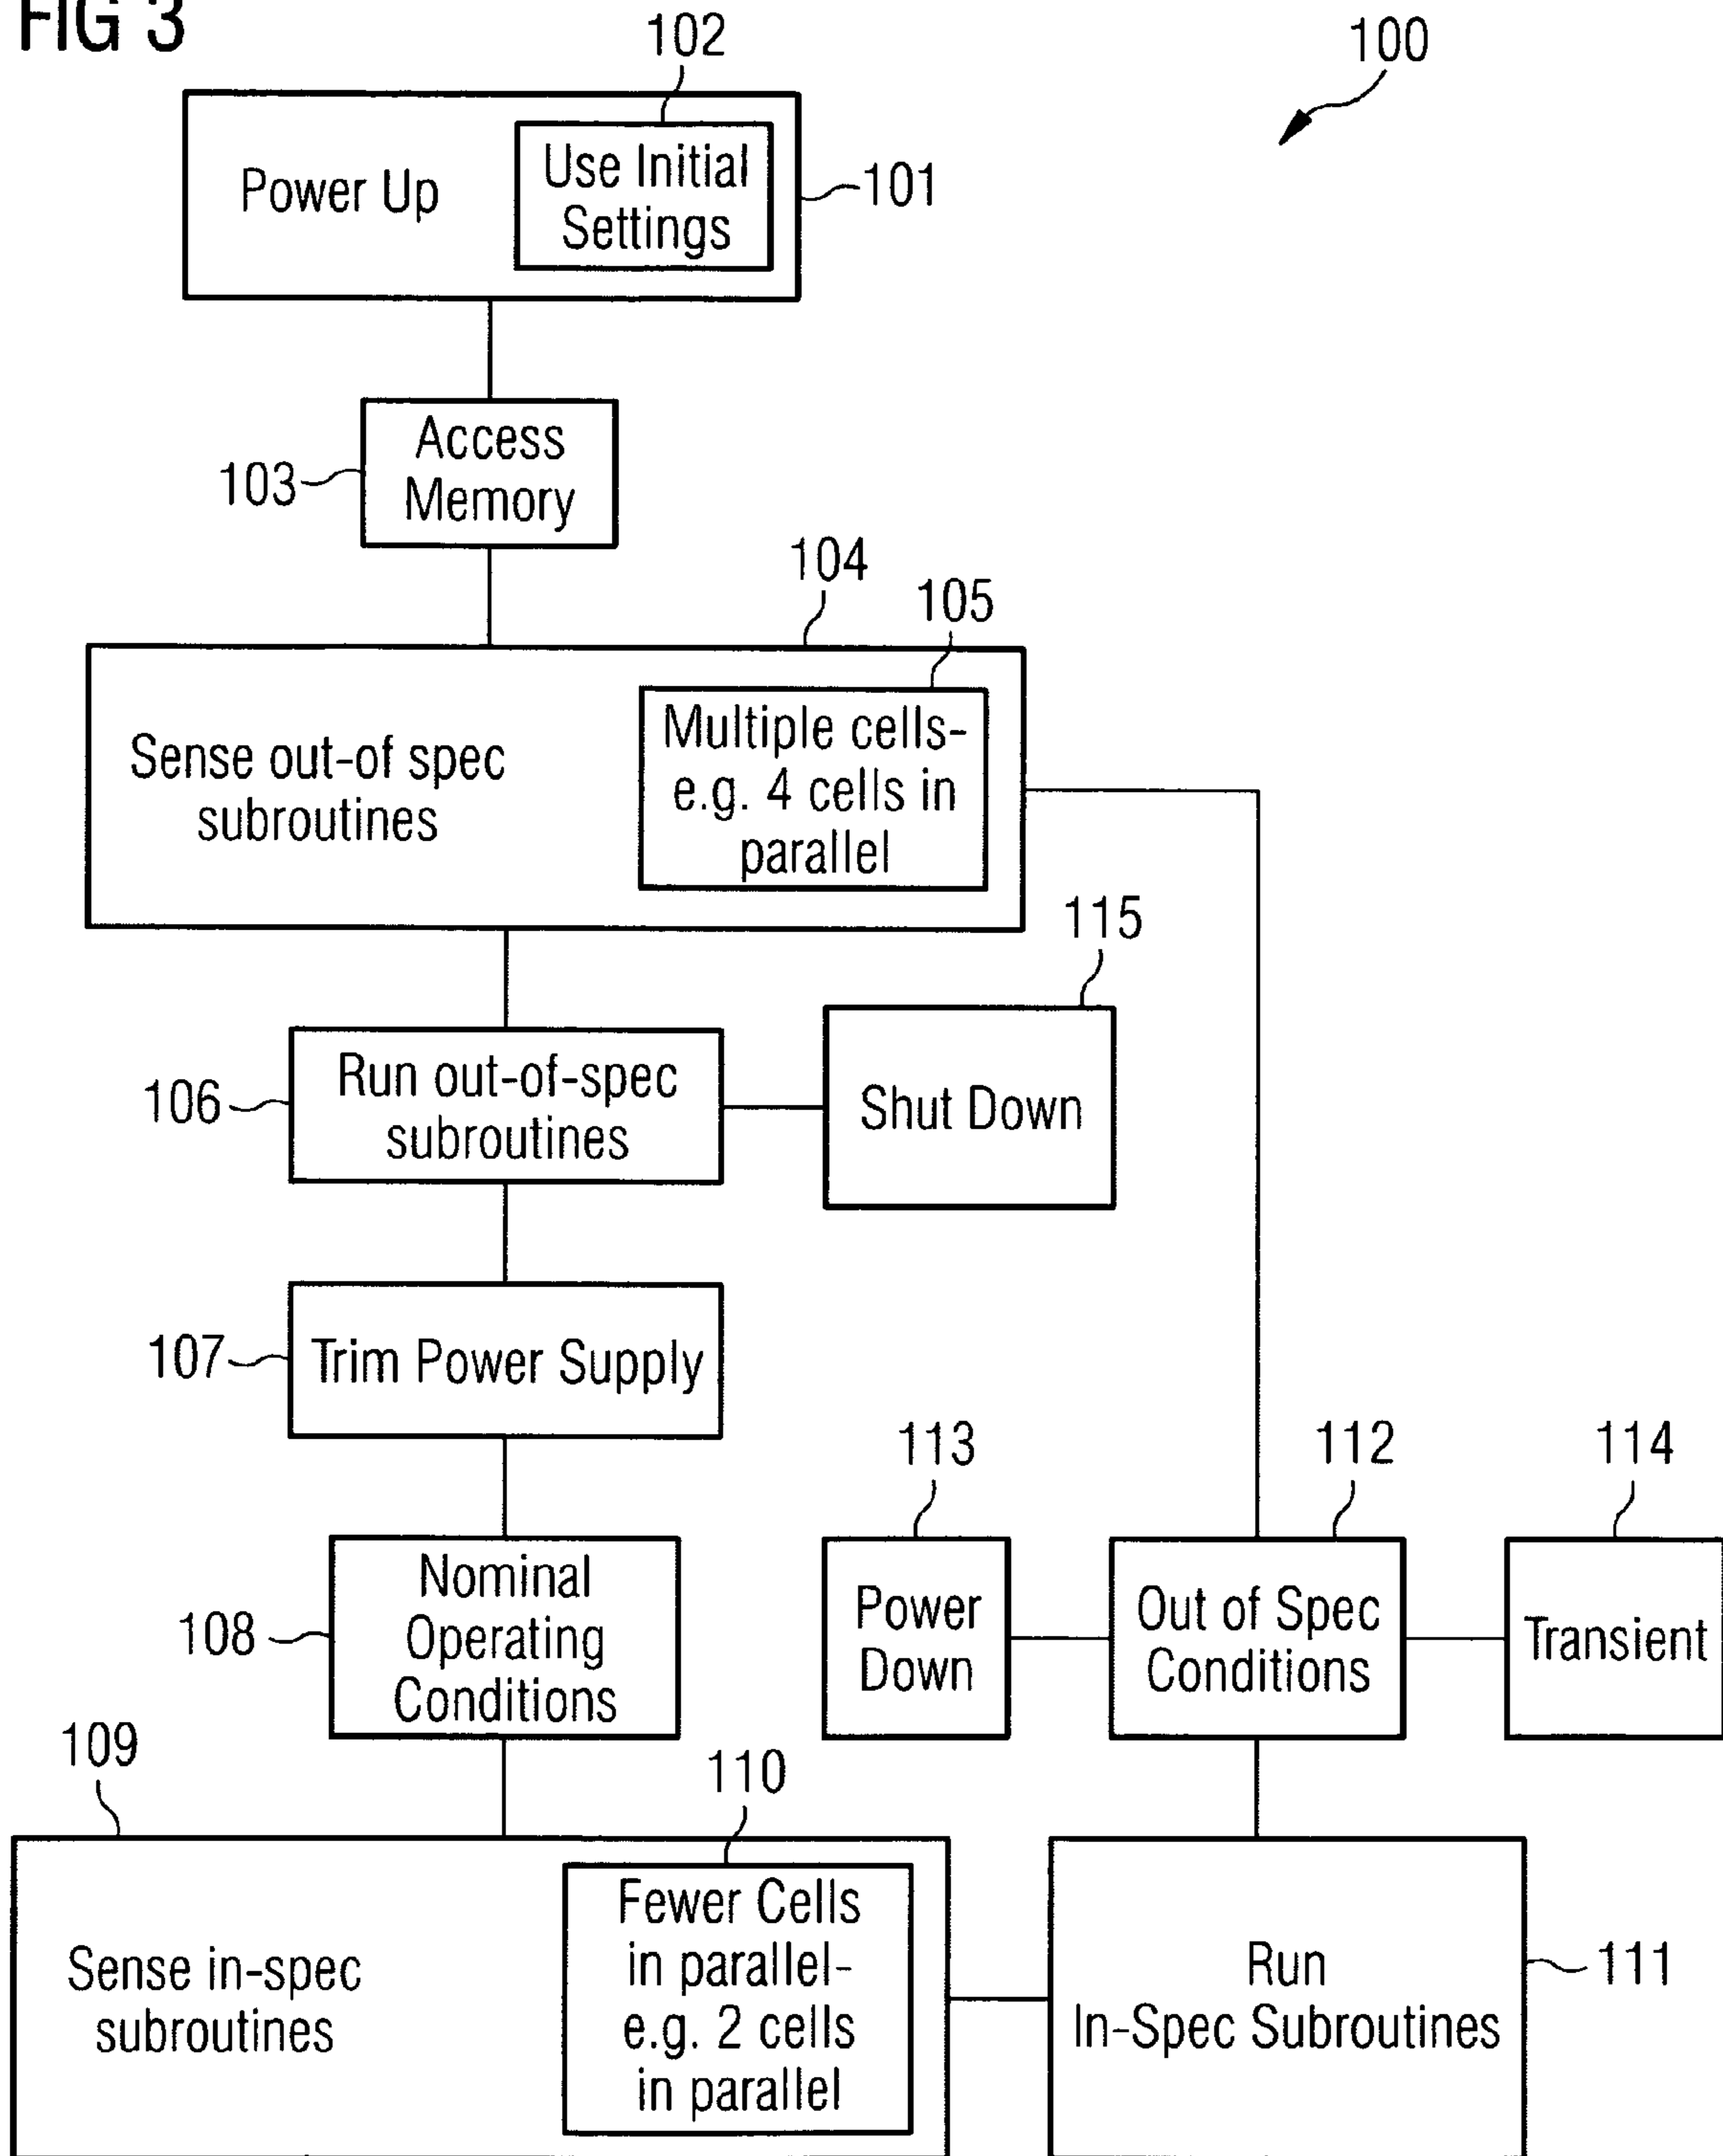 FIG 3
102
100
Power Up
Use Initial
Settings
101
Access
Memory
103
104
105
Sense out-of spec
subroutines
Multiple cells-
e.g. 4 cells in
parallel
115
Run out-of-spec
subroutines
106
Shut Down
107
Trim Power Supply
113
112
114
Nominal
Operating
Conditions
108
Power
Down
Out of Spec
Conditions
Transient
109
110
Sense in-spec
subroutines
Fewer Cells
in parallel-
e.g. 2 cells
in parallel
Run
In-Spec Subroutines
111